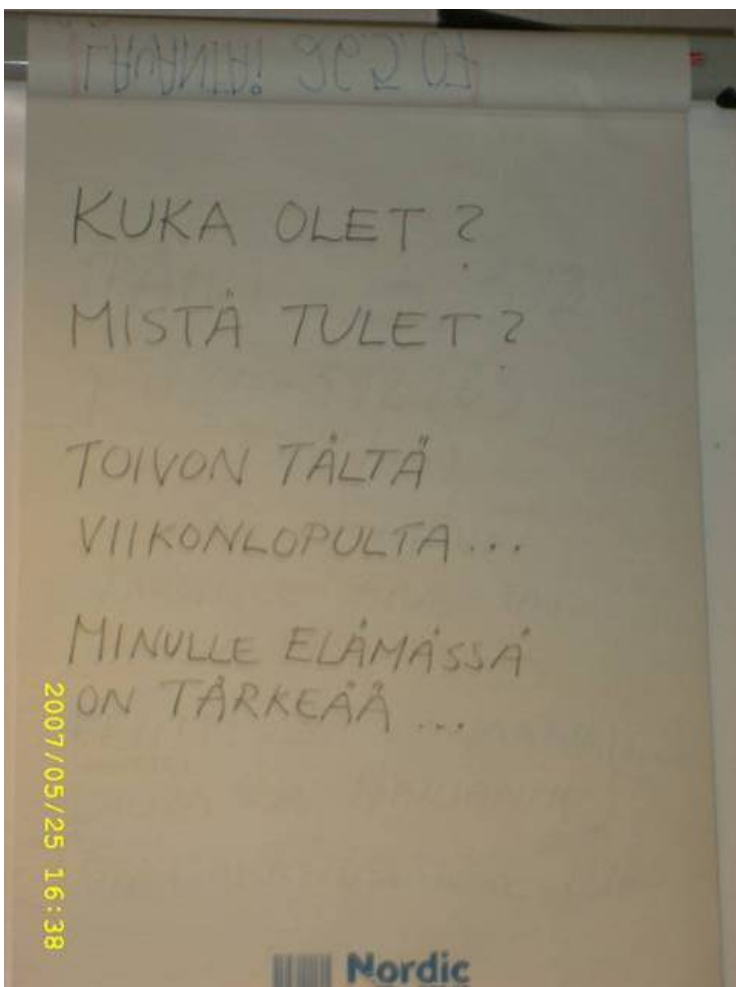 KUKA OLET?
MISTÄ TULET?
TOIVON TÄLTÄ
VIIKONLOPULTA...
MINULLE ELÄMÄSSÄ
ON TÄRKEÄÄ...
2007/05/25 16:38
Nordic